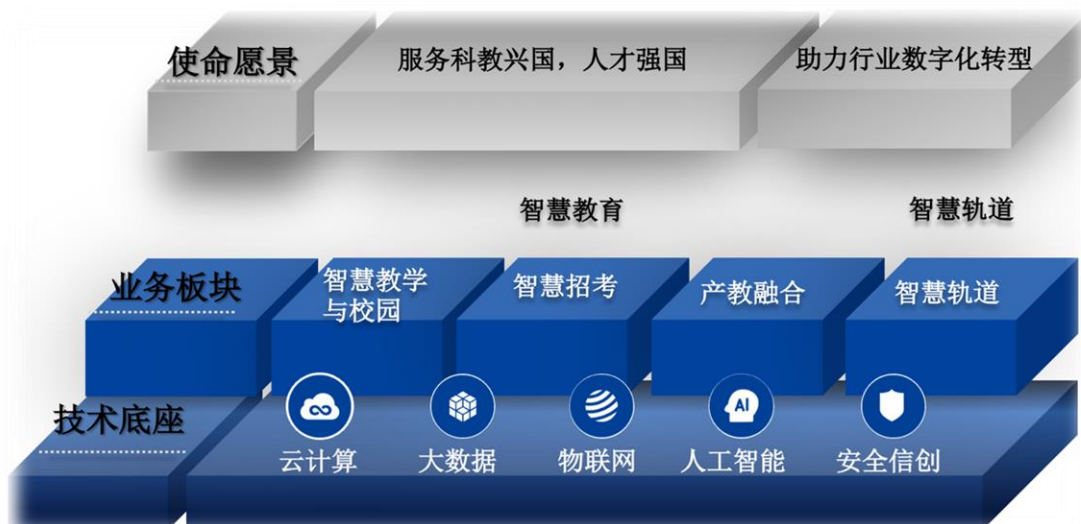 使命愿景
服务科教兴国，人才强国
助力行业数字化转型
智慧教育
智慧轨道
业务板块
智慧教学
与校园
智慧招考
产教融合
智慧轨道
技术底座
AI
云计算
大数据
物联网
人工智能
安全信创